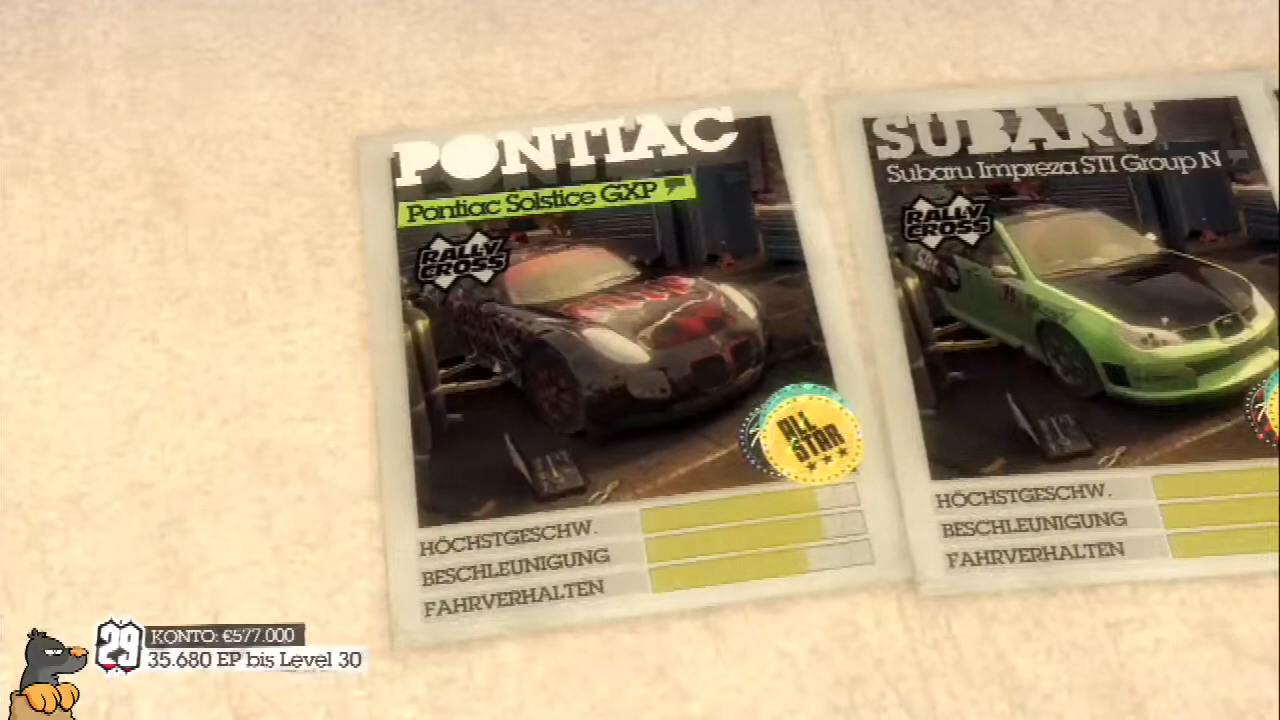 PONTIAC
Pontiac Solstice GXP
RALLY
CROSS
ALL
STAR
HÖCHSTGESCHW.
BESCHLEUNIGUNG
FAHRVERHALTEN
SUBARU
Subaru Impreza STI Group N
RALLY
CROSS
HÖCHSTGESCHW.
BESCHLEUNIGUNG
FAHRVERHALTEN
29
KONTO: €577.000
35.680 EP bis Level 30